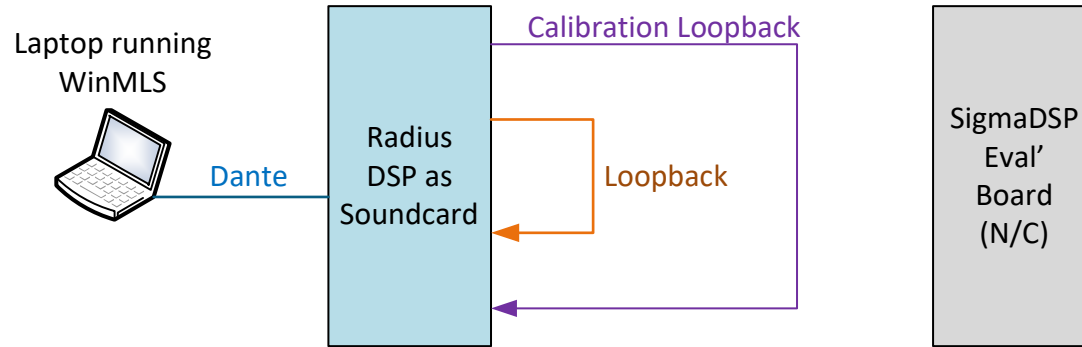 Laptop running
WinMLS
Dante
Radius
DSP as
Soundcard
Calibration Loopback
Loopback
SigmaDSP
Eval'
Board
(N/C)